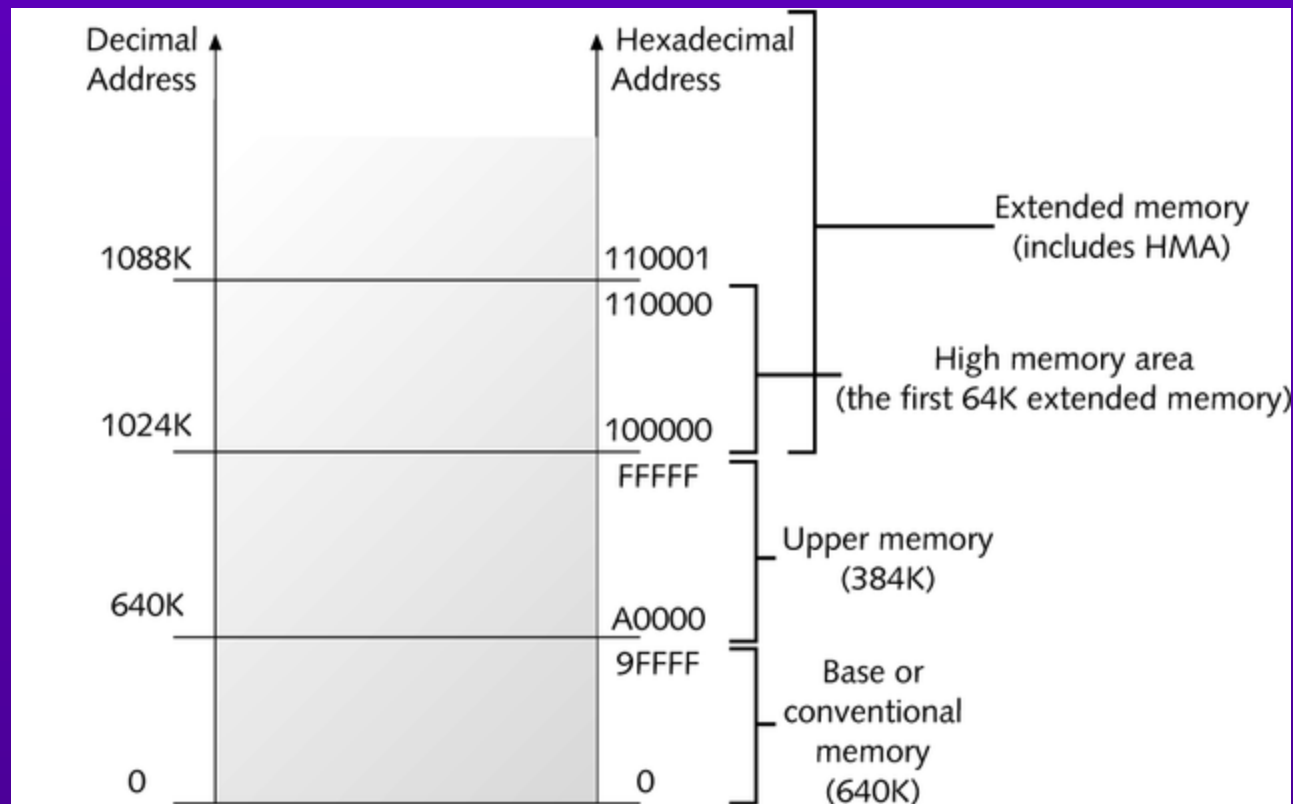 Decimal
Address
Hexadecimal
Address
Extended memory
(includes HMA)
1088K
110001
110000
High memory area
(the first 64K extended memory)
1024K
100000
FFFFF
Upper memory
(384K)
640K
A0000
9FFFF
Base or
conventional
memory
(640K)
0
0